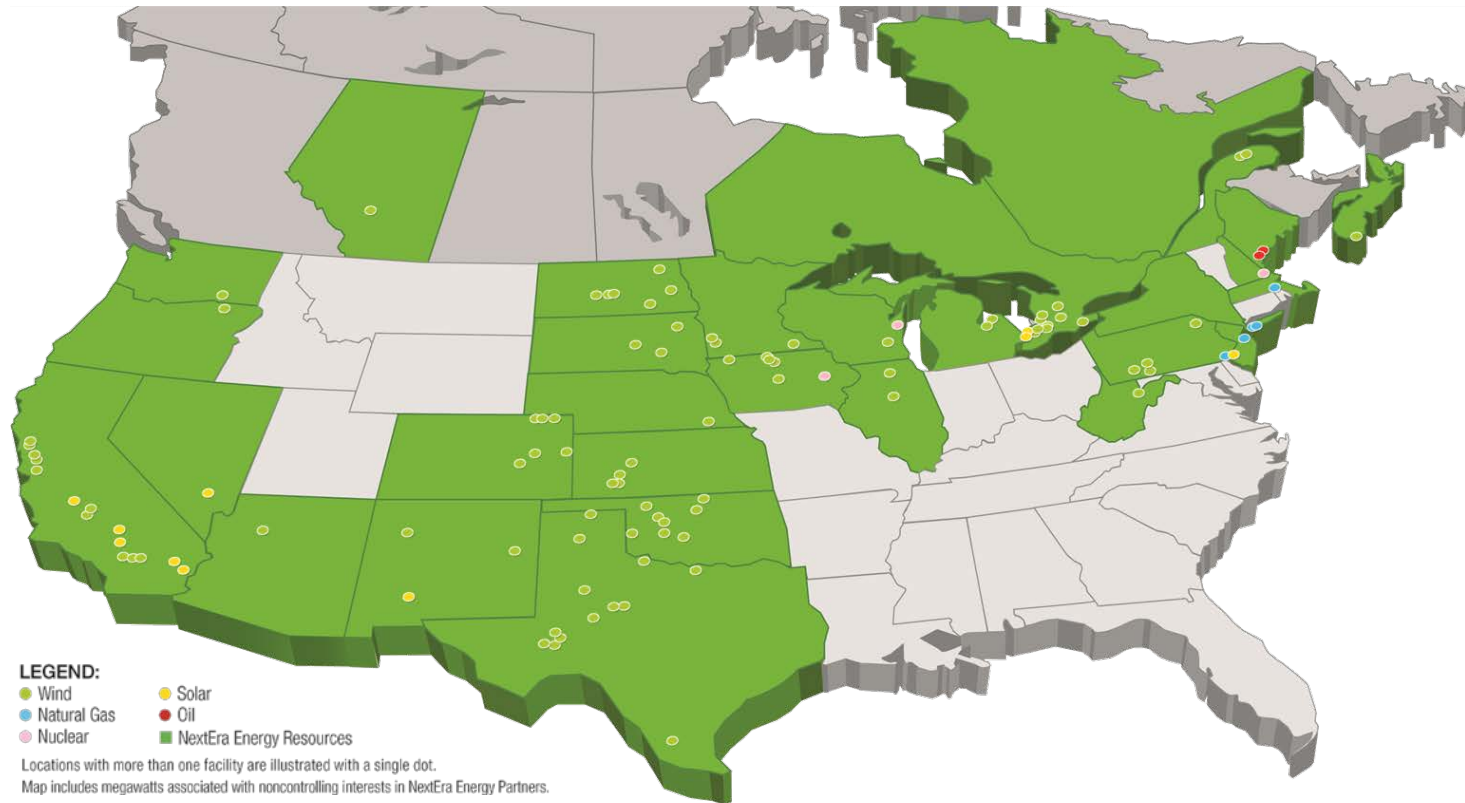 LEGEND:
Wind
Solar
Natural Gas
Oil
Nuclear
NextEra Energy Resources
Locations with more than one facility are illustrated with a single dot.
Map includes megawatts associated with noncontrolling interests in NextEra Energy Partners.